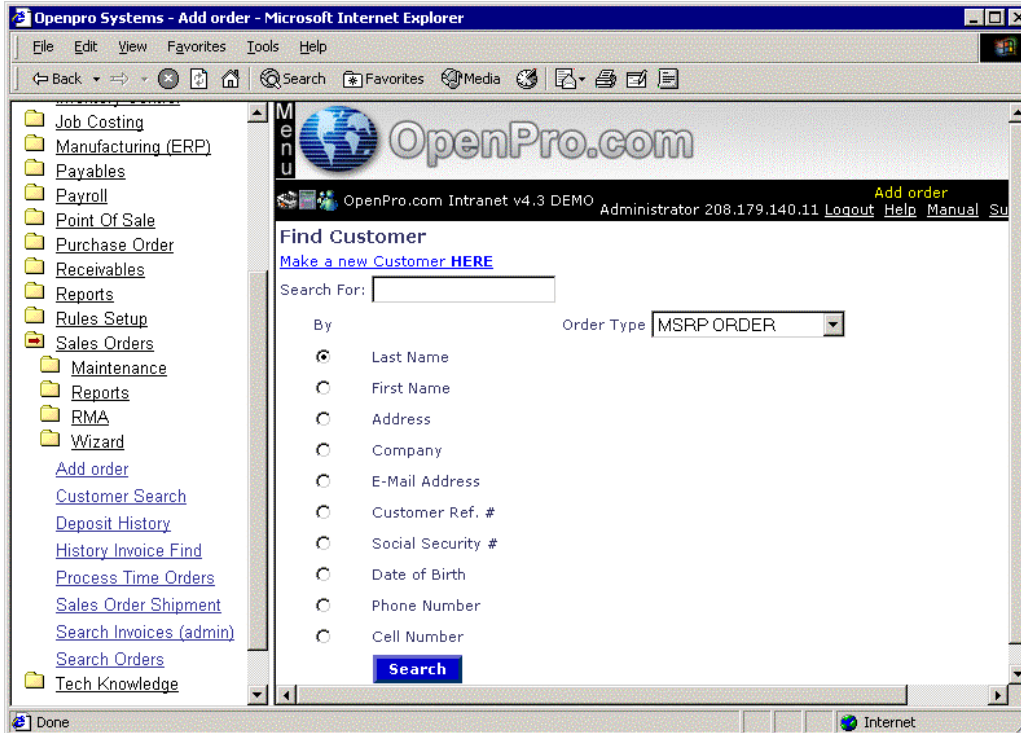 Openpro Systems - Add order - Microsoft Internet Explorer
File Edit View Favorites Tools Help
Back Search Favorites Media
Job Costing
Manufacturing (ERP)
Payables
Payroll
Point Of Sale
Purchase Order
Receivables
Reports
Rules Setup
Sales Orders
Maintenance
Reports
RMA
Wizard
Add order
Customer Search
Deposit History
History Invoice Find
Process Time Orders
Sales Order Shipment
Search Invoices (admin)
Search Orders
Tech Knowledge
Menu
OpenPro.com
Add order
OpenPro.com Intranet v4.3 DEMO Administrator 208.179.140.11 Logout Help Manual Su
Find Customer
Make a new Customer HERE
Search For:
By Order Type MSRP ORDER
Last Name
First Name
Address
Company
E-Mail Address
Customer Ref. #
Social Security #
Date of Birth
Phone Number
Cell Number
Search
Done Internet